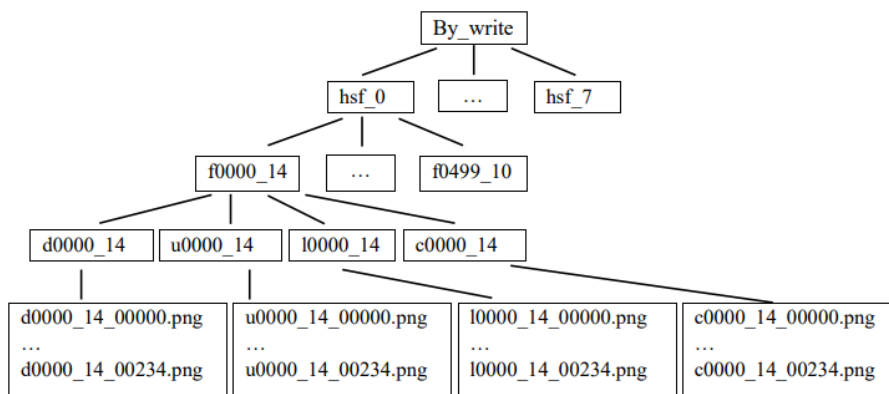 By_write
hsf_0
…
hsf_7
f0000_14
…
f0499_10
d0000_14
u0000_14
l0000_14
c0000_14
d0000_14_00000.png
…
d0000_14_00234.png
u0000_14_00000.png
…
u0000_14_00234.png
l0000_14_00000.png
…
l0000_14_00234.png
c0000_14_00000.png
…
c0000_14_00234.png